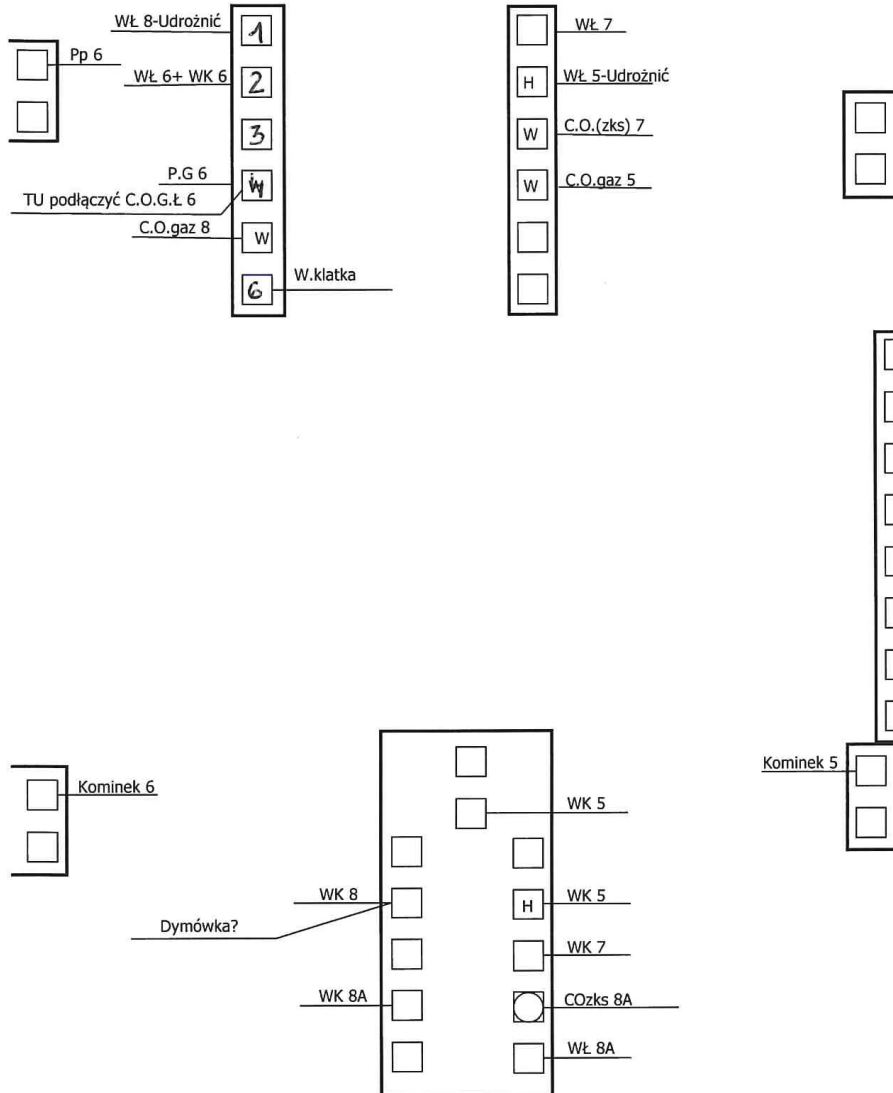 WŁ 8-Udrożnić
1
WŁ 7
Pp 6
WŁ 6+ WK 6
2
H
WŁ 5-Udrożnić
3
W
C.O.(zks) 7
P.G 6
W
C.O.gaz 5
TU podłączyć C.O.G.Ł 6
C.O.gaz 8
W
6
W.klatka
Kominek 5
Kominek 6
WK 5
WK 8
H
WK 5
Dymówka?
WK 7
WK 8A
COzks 8A
WŁ 8A